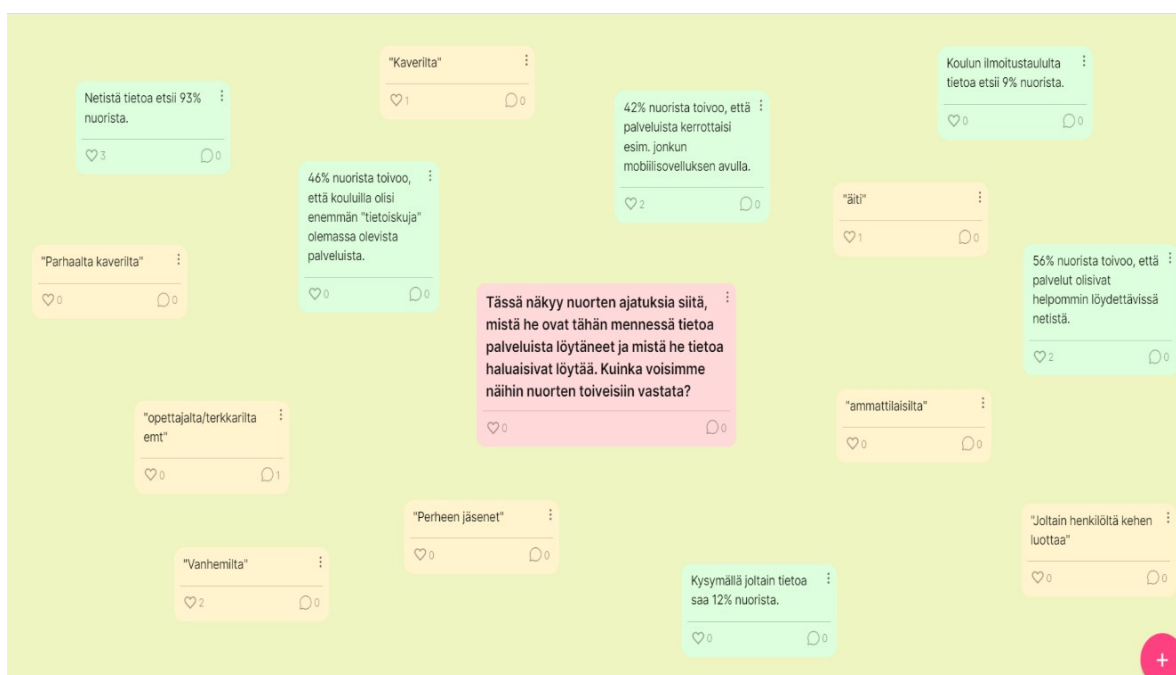 "Kaverilta"
1
0
Koulun ilmoitustaululta
tietoa etsii 9% nuorista.
0
0
Netistä tietoa etsii 93%
nuorista.
3
0
42% nuorista toivoo, että
palveluista kerrottaisi
esim. jonkun
mobiilisovelluksen avulla.
2
0
46% nuorista toivoo,
että kouluilla olisi
enemmän "tietoiskuja"
olemassa olevista
palveluista.
0
0
"äiti"
1
0
"Parhaalta kaverilta"
0
0
56% nuorista toivoo, että
palvelut olisivat
helpommin löydettävissä
netistä.
2
0
Tässä näkyy nuorten ajatuksia siitä,
mistä he ovat tähän mennessä tietoa
palveluista löytäneet ja mistä he tietoa
haluaisivat löytää. Kuinka voisimme
näihin nuorten toiveisiin vastata?
0
0
"opettajalta/terkkarilta
emt"
0
1
"ammattilaisilta"
0
0
"Perheen jäsenet"
0
0
"Joltain henkilöltä kehen
luottaa"
0
0
"Vanhemilta"
2
0
Kysymällä joltain tietoa
saa 12% nuorista.
0
0
+